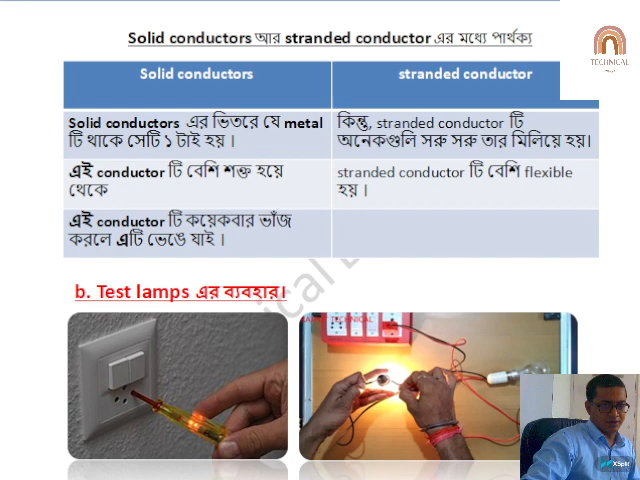 Solid conductors আর stranded conductor এর মধ্যে পার্থক্য
TECHNICAL
Solid conductors
stranded conductor
Solid conductors এর ভিতরে যে metal
টি থাকে সেটি ১ টাই হয় ।
কিন্তু, stranded conductor টি
অনেকগুলি সরু সরু তার মিলিয়ে হয়।
এই conductor টি বেশি শক্ত হয়ে
থেকে
stranded conductor টি বেশি flexible
হয় ।
এই conductor টি কয়েকবার ভাঁজ
করলে এটি ভেঙে যাই ।
b. Test lamps এর ব্যবহার।
TECHNICAL
XSplit